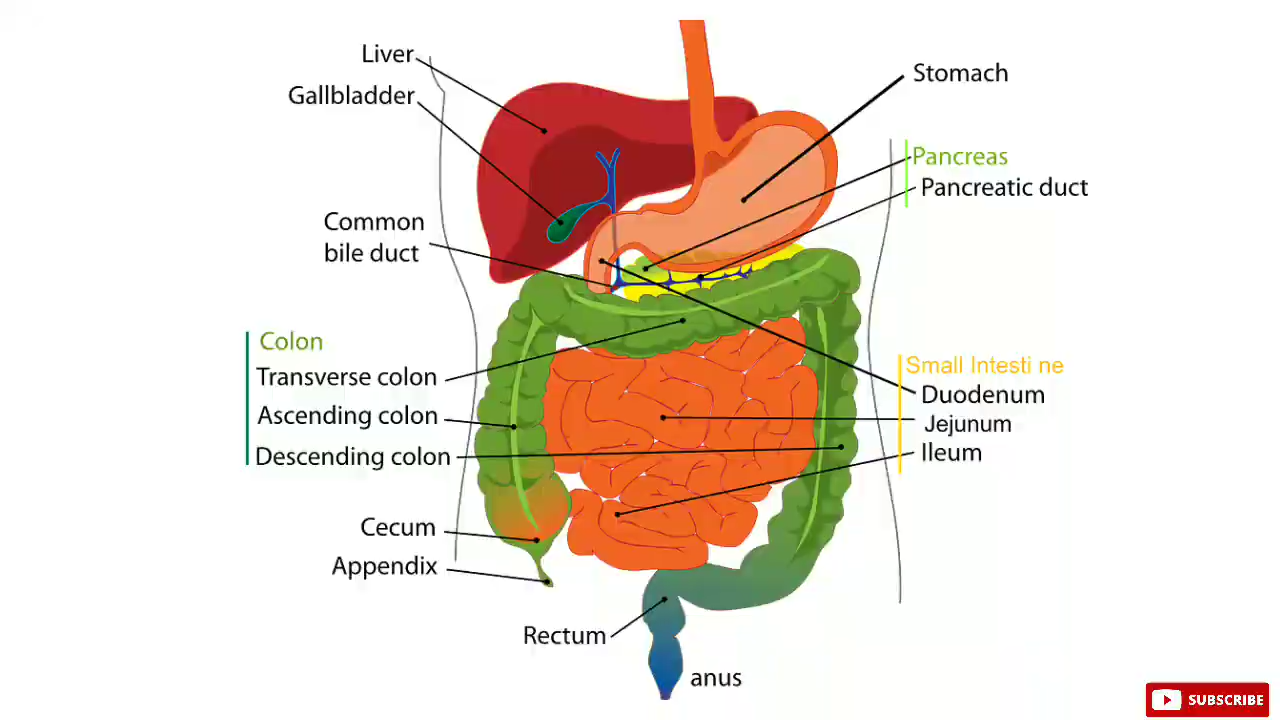 Liver
Gallbladder
Common
bile duct
Colon
Transverse colon
Ascending colon
Descending colon
Cecum
Appendix
Rectum
anus
Stomach
Pancreas
Pancreatic duct
Small Intesti ne
Duodenum
Jejunum
Ileum
SUBSCRIBE